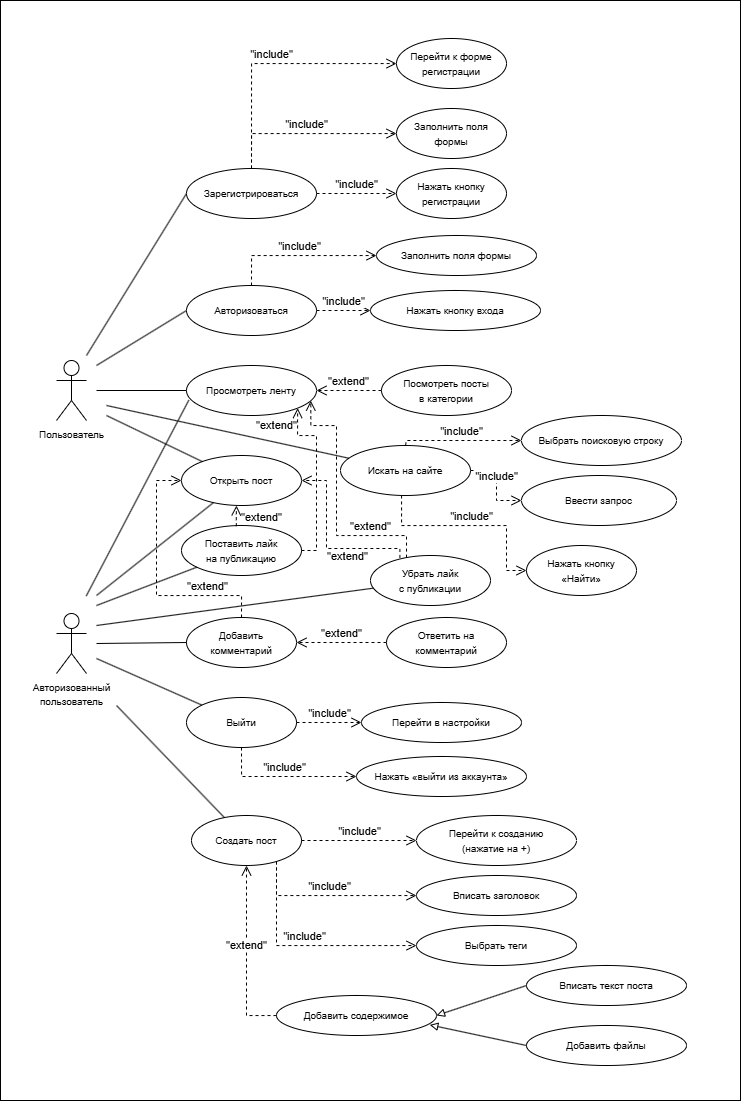 "include"
Перейти к форме
регистрации
"include"
Заполнить поля
формы
Зарегистрироваться
"include"
Нажать кнопку
регистрации
"include"
Заполнить поля формы
Авторизоваться
"include"
Нажать кнопку входа
Просмотреть ленту
"extend"
Посмотреть посты
в категории
Пользователь
"extend"
"include"
Выбрать поисковую строку
Искать на сайте
"include"
Открыть пост
Ввести запрос
"extend"
"include"
"extend"
Поставить лайк
на публикацию
"extend"
Нажать кнопку
«Найти»
Убрать лайк
с публикации
"extend"
Добавить
комментарий
"extend"
Ответить на
комментарий
Авторизованный
пользователь
Выйти
"include"
Перейти в настройки
"include"
Нажать «выйти из аккаунта»
Создать пост
"include"
Перейти к созданию
(нажатие на +)
"include"
Вписать заголовок
"include"
Выбрать теги
"extend"
Вписать текст поста
Добавить содержимое
Добавить файлы